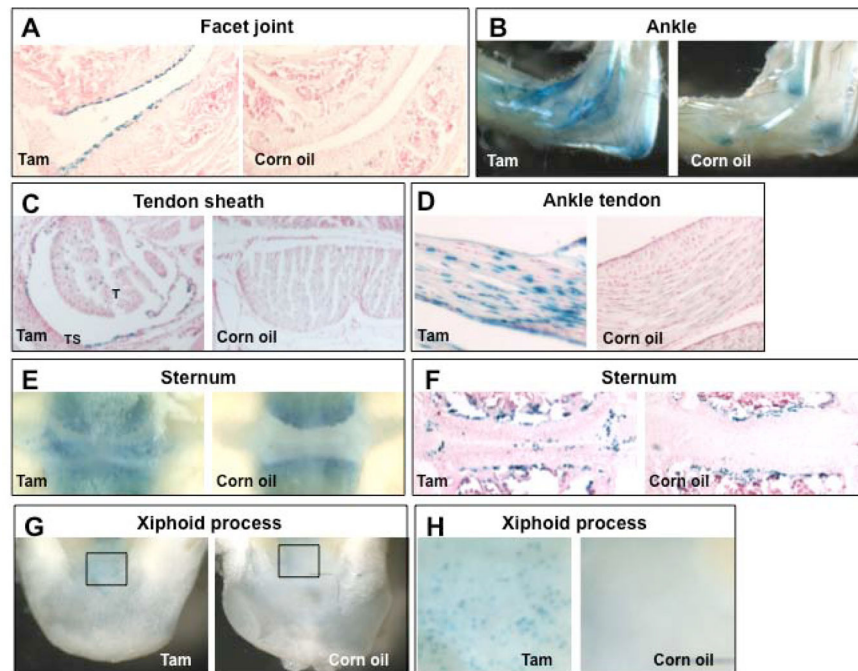 A Facet joint
Tam Corn oil
B Ankle
Tam Corn oil
C Tendon sheath
T
Tam TS Corn oil
D Ankle tendon
Tam Corn oil
E Sternum
Tam Corn oil
F Sternum
Tam Corn oil
G Xiphoid process
Tam Corn oil
H Xiphoid process
Tam Corn oil